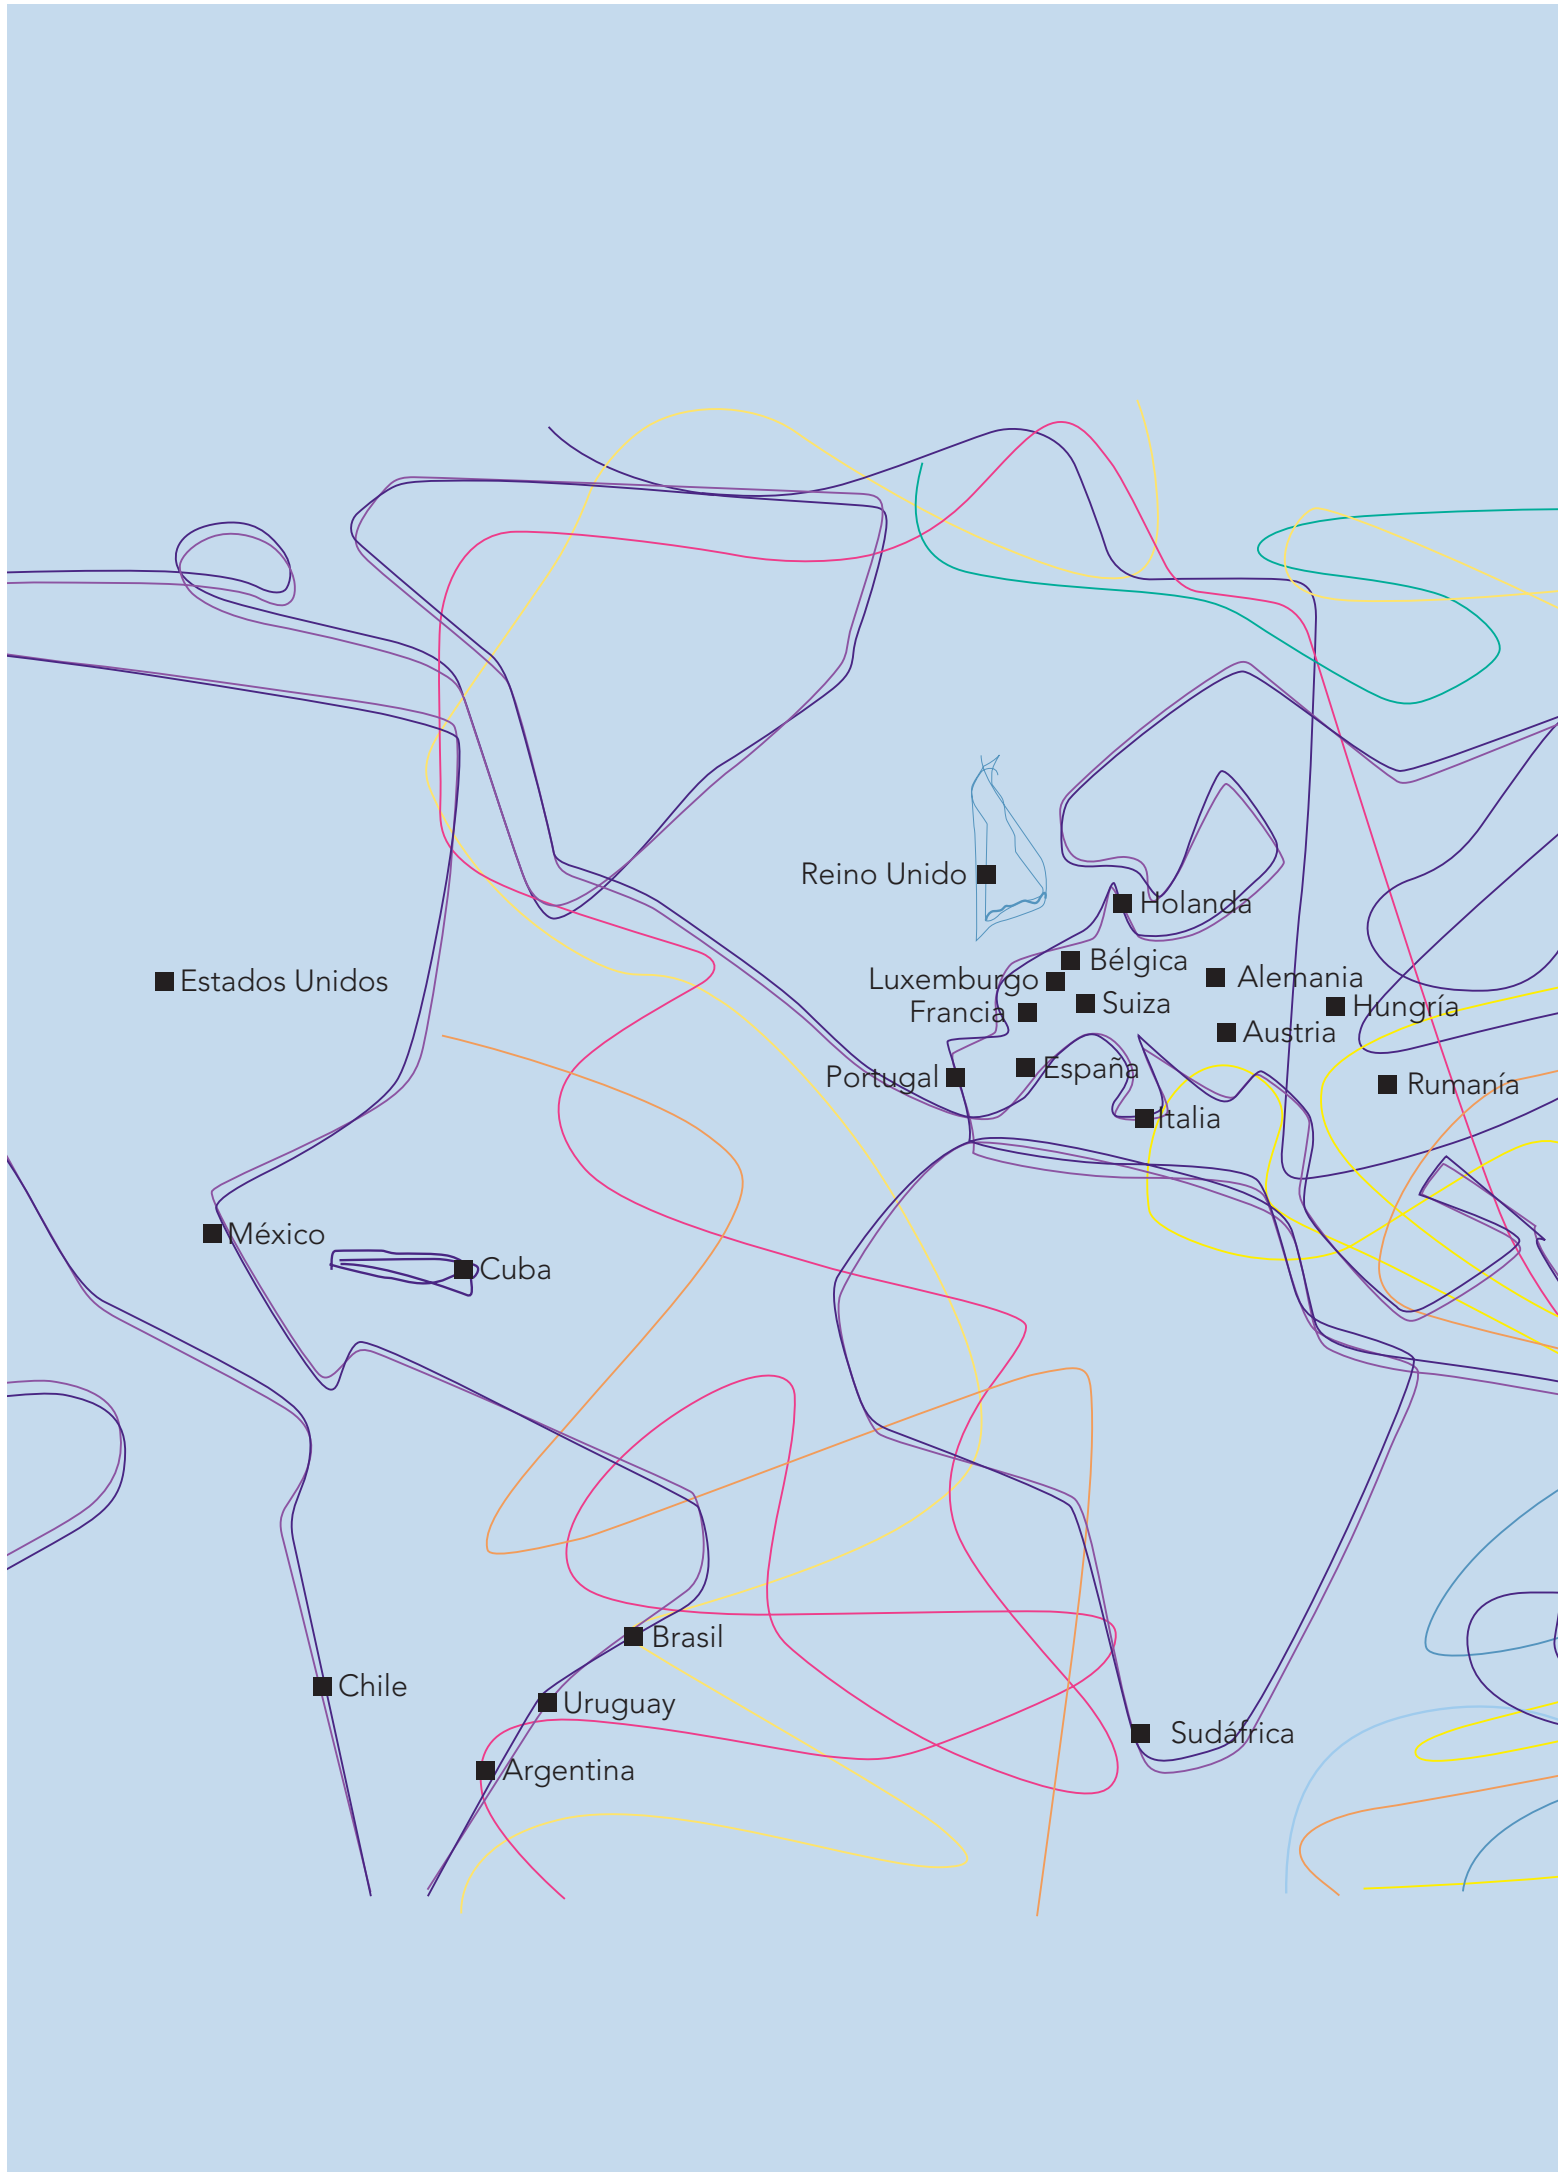 Reino Unido
Holanda
Bélgica
Luxemburgo
Alemania
Estados Unidos
Suiza
Francia
Hungría
Austria
España
Portugal
Rumanía
Italia
México
Cuba
Brasil
Chile
Uruguay
Sudáfrica
Argentina